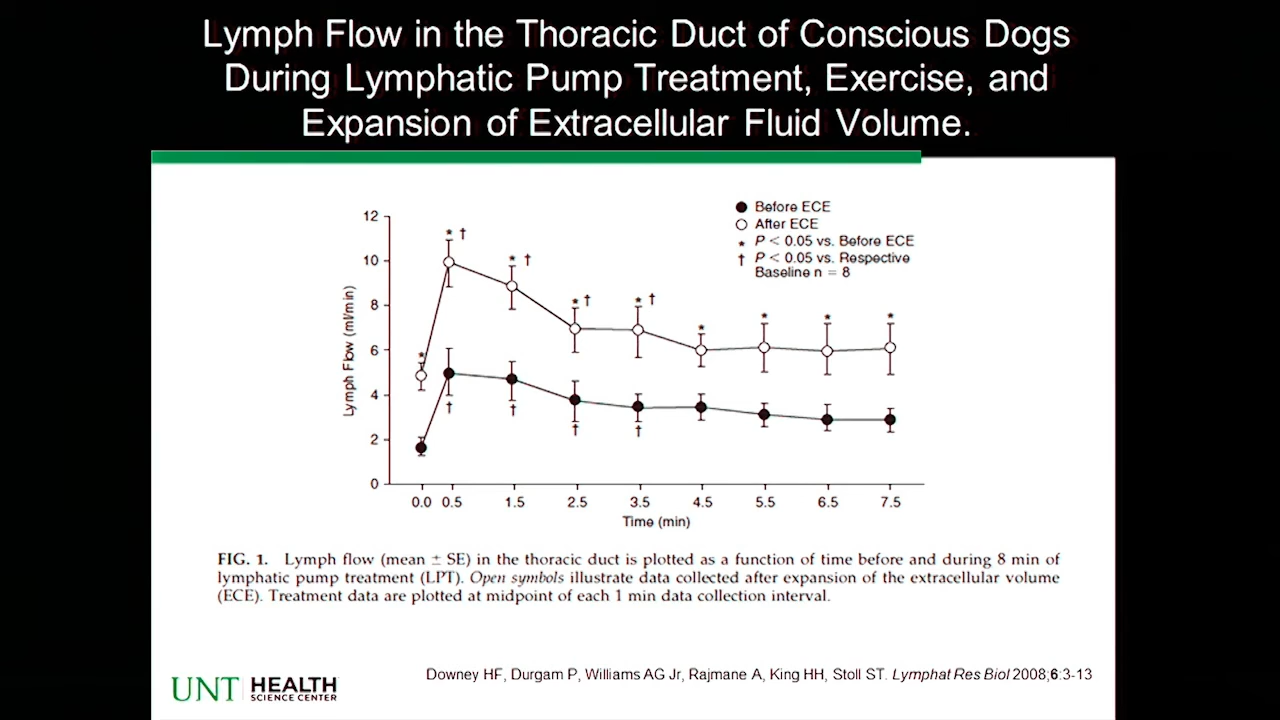 Lymph Flow in the Thoracic Duct of Conscious Dogs
During Lymphatic Pump Treatment, Exercise, and
Expansion of Extracellular Fluid Volume.
Before ECE
After ECE
* P < 0.05 vs. Before ECE
† P < 0.05 vs. Respective
Baseline n = 8
12
10
8
6
4
2
0
Lymph Flow (ml/min)
* †
* †
* †
* †
*
*
*
*
*
†
†
†
†
0.0 0.5 1.5 2.5 3.5 4.5 5.5 6.5 7.5
Time (min)
FIG. 1. Lymph flow (mean ± SE) in the thoracic duct is plotted as a function of time before and during 8 min of
lymphatic pump treatment (LPT). Open symbols illustrate data collected after expansion of the extracellular volume
(ECE). Treatment data are plotted at midpoint of each 1 min data collection interval.
Downey HF, Durgam P, Williams AG Jr, Rajmane A, King HH, Stoll ST. Lymphat Res Biol 2008;6:3-13
UNT HEALTH
SCIENCE CENTER